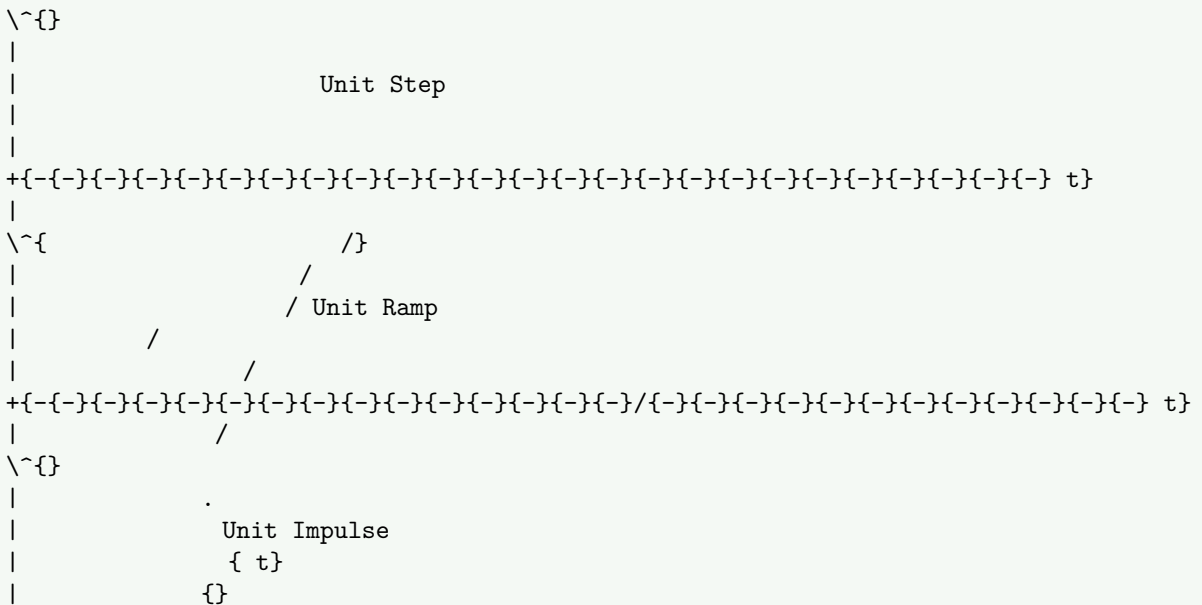 \^{}
|
| Unit Step
|
|
+{-{-}{-}{-}{-}{-}{-}{-}{-}{-}{-}{-}{-}{-}{-}{-}{-}{-}{-}{-}{-}{-}{-}{-}{-} t}
|
\^{ /}
| /
| / Unit Ramp
| /
| /
+{-{-}{-}{-}{-}{-}{-}{-}{-}{-}{-}{-}{-}{-}{-}/{-}{-}{-}{-}{-}{-}{-}{-}{-}{-}{-}{-} t}
| /
\^{}
| .
| Unit Impulse
| { t}
| {}